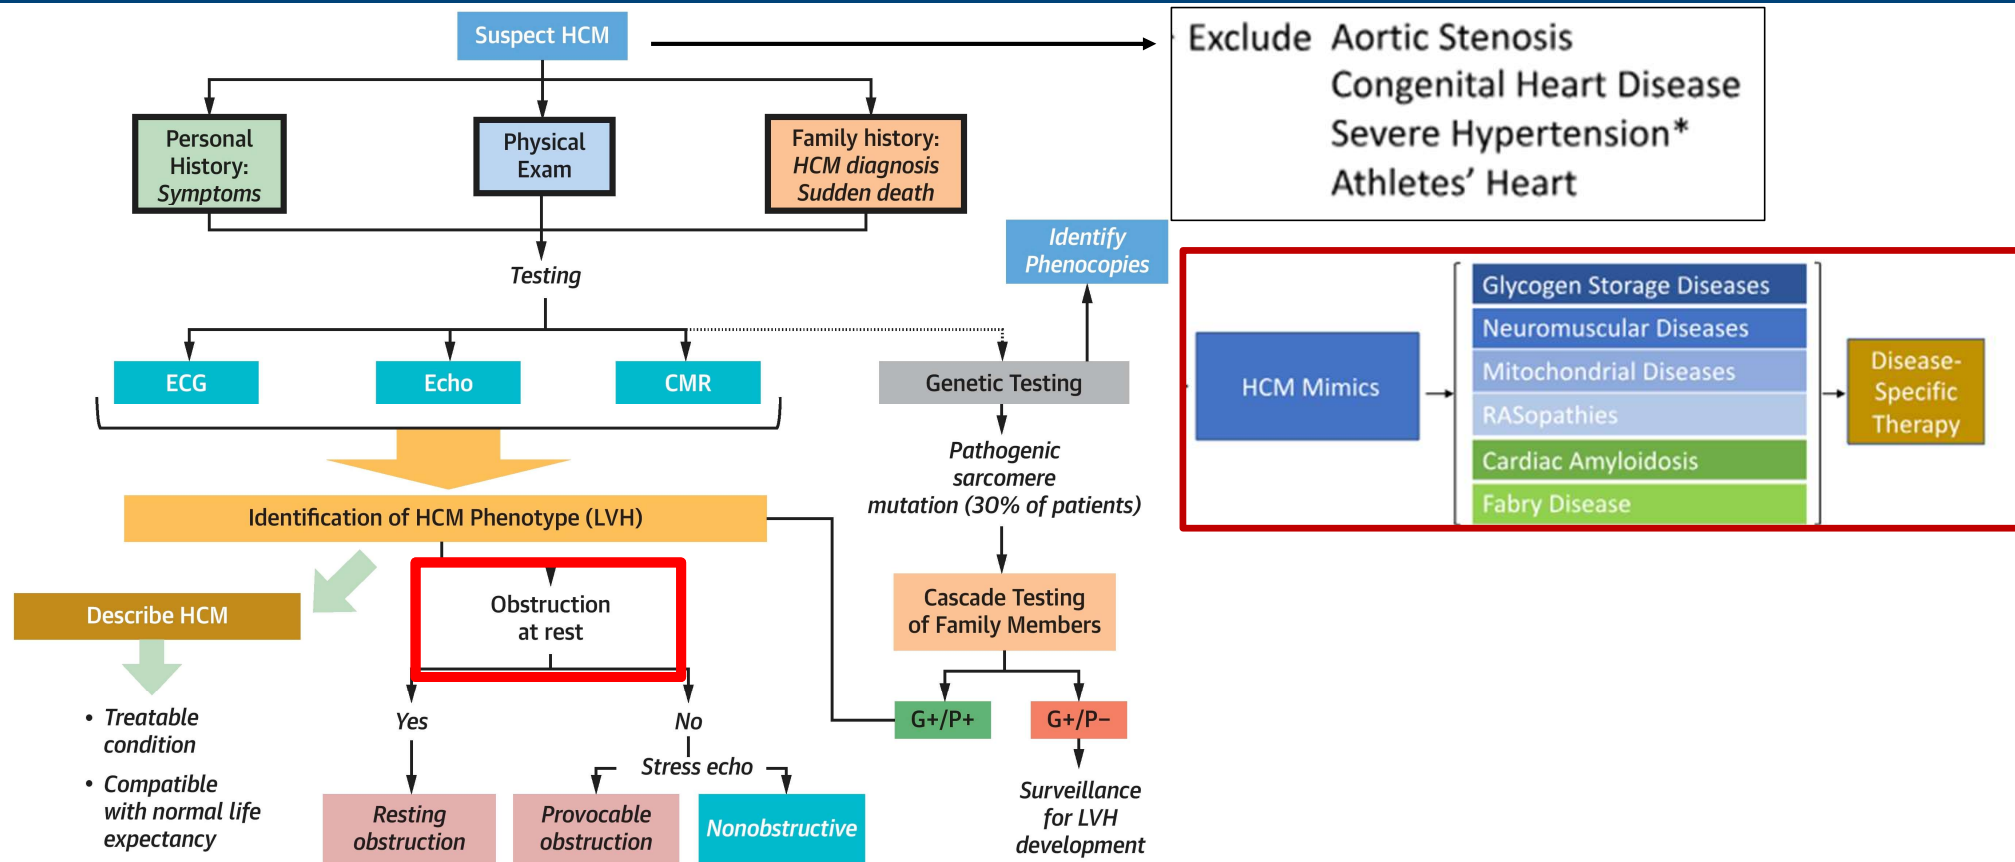 Suspect HCM
Exclude Aortic Stenosis
Congenital Heart Disease
Severe Hypertension*
Athletes' Heart
Personal
History:
Symptoms
Physical
Exam
Family history:
HCM diagnosis
Sudden death
Testing
Identify
Phenocopies
ECG
Echo
CMR
Genetic Testing
HCM Mimics
Glycogen Storage Diseases
Neuromuscular Diseases
Mitochondrial Diseases
RASopathies
Cardiac Amyloidosis
Fabry Disease
Disease-
Specific
Therapy
Pathogenic
sarcomere
mutation (30% of patients)
Identification of HCM Phenotype (LVH)
Describe HCM
Obstruction
at rest
Cascade Testing
of Family Members
• Treatable
condition
• Compatible
with normal life
expectancy
Yes
No
Stress echo
G+/P+
G+/P−
Resting
obstruction
Provocable
obstruction
Nonobstructive
Surveillance
for LVH
development